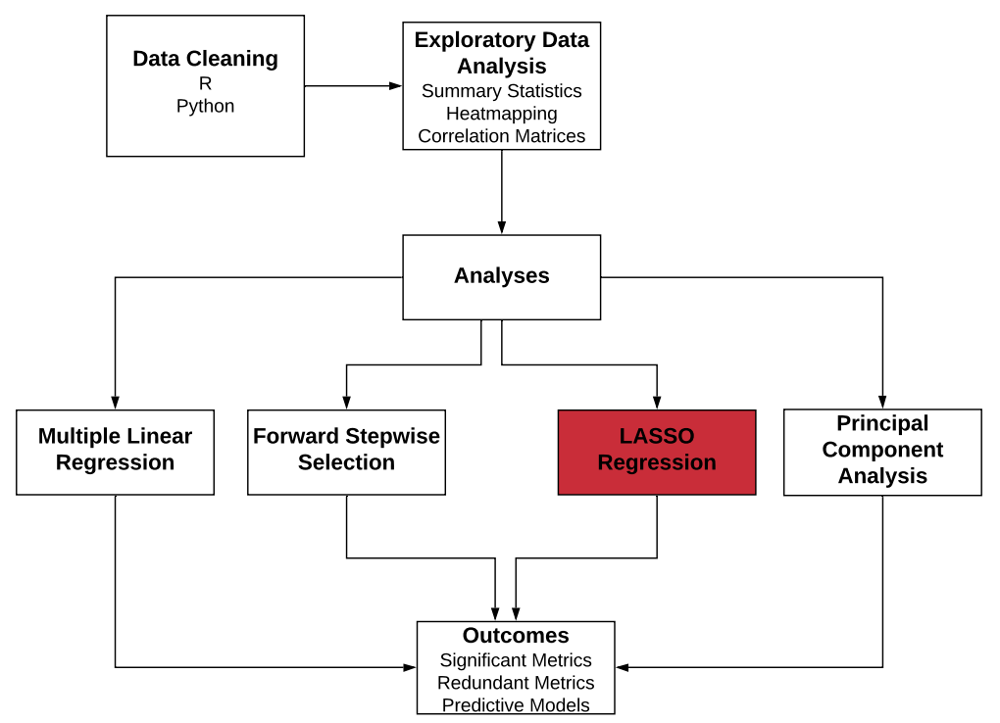 Data Cleaning
R
Python
Exploratory Data
Analysis
Summary Statistics
Heatmapping
Correlation Matrices
Analyses
Multiple Linear
Regression
Forward Stepwise
Selection
LASSO
Regression
Principal
Component
Analysis
Outcomes
Significant Metrics
Redundant Metrics
Predictive Models